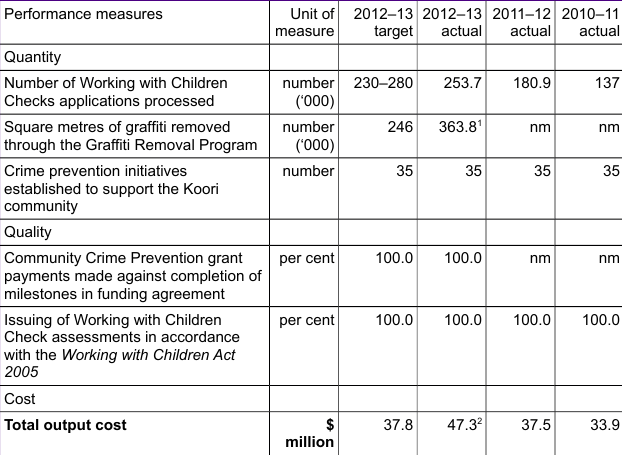 Performance measures Unit of measure 2012–13 target 2012–13 actual 2011–12 actual 2010–11 actual
Quantity
Number of Working with Children Checks applications processed number (‘000) 230–280 253.7 180.9 137
Square metres of graffiti removed through the Graffiti Removal Program number (‘000) 246 363.8¹ nm nm
Crime prevention initiatives established to support the Koori community number 35 35 35 35
Quality
Community Crime Prevention grant payments made against completion of milestones in funding agreement per cent 100.0 100.0 nm nm
Issuing of Working with Children Check assessments in accordance with the Working with Children Act 2005 per cent 100.0 100.0 100.0 100.0
Cost
Total output cost $ million 37.8 47.3² 37.5 33.9